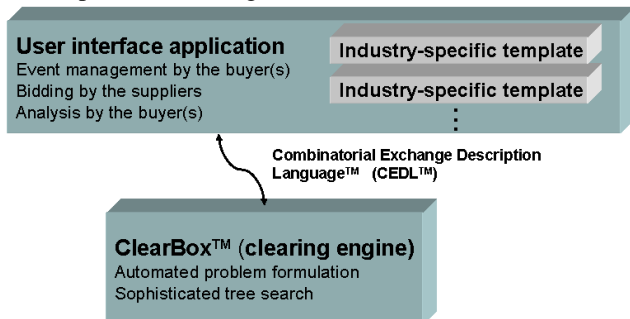 User interface application
Event management by the buyer(s)
Bidding by the suppliers
Analysis by the buyer(s)
Industry-specific template
Industry-specific template
Combinatorial Exchange Description
Language™ (CEDL™)
ClearBox™ (clearing engine)
Automated problem formulation
Sophisticated tree search